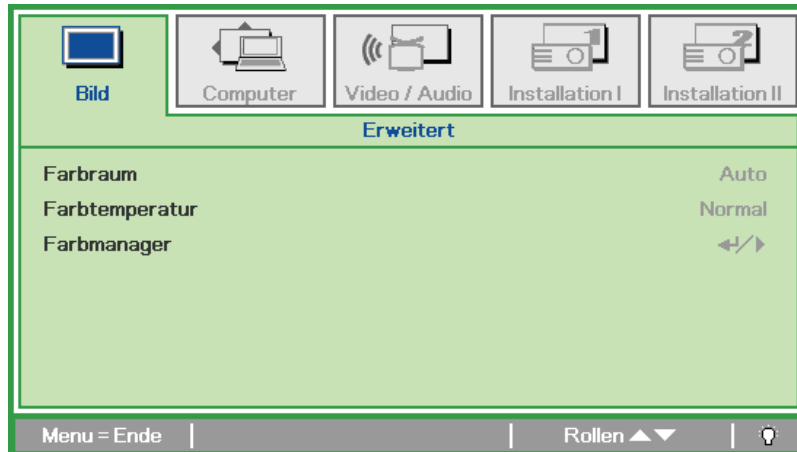 Bild
Computer
Video / Audio
Installation I
Installation II
Erweitert
Farbraum Auto
Farbtemperatur Normal
Farbmanager
Menu = Ende Rollen